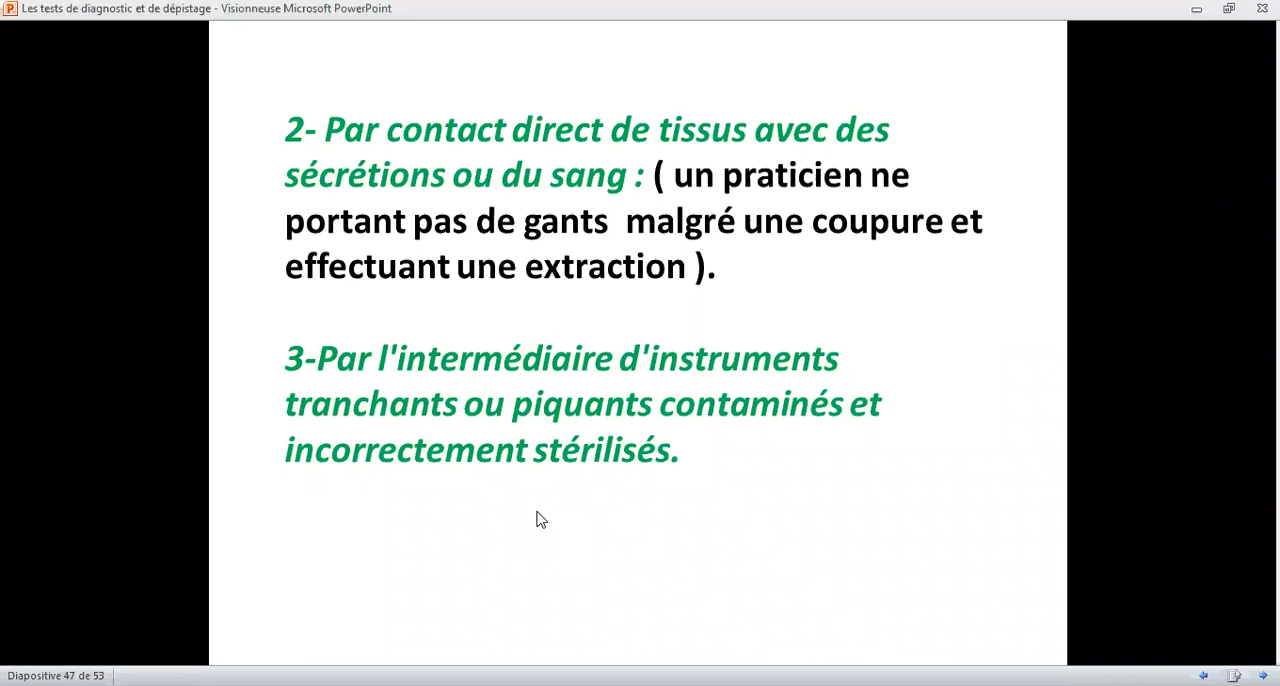 Les tests de diagnostic et de dépistage - Visionneuse Microsoft PowerPoint
2- Par contact direct de tissus avec des
sécrétions ou du sang : ( un praticien ne
portant pas de gants malgré une coupure et
effectuant une extraction ).
3-Par l'intermédiaire d'instruments
tranchants ou piquants contaminés et
incorrectement stérilisés.
Diapositive 47 de 53